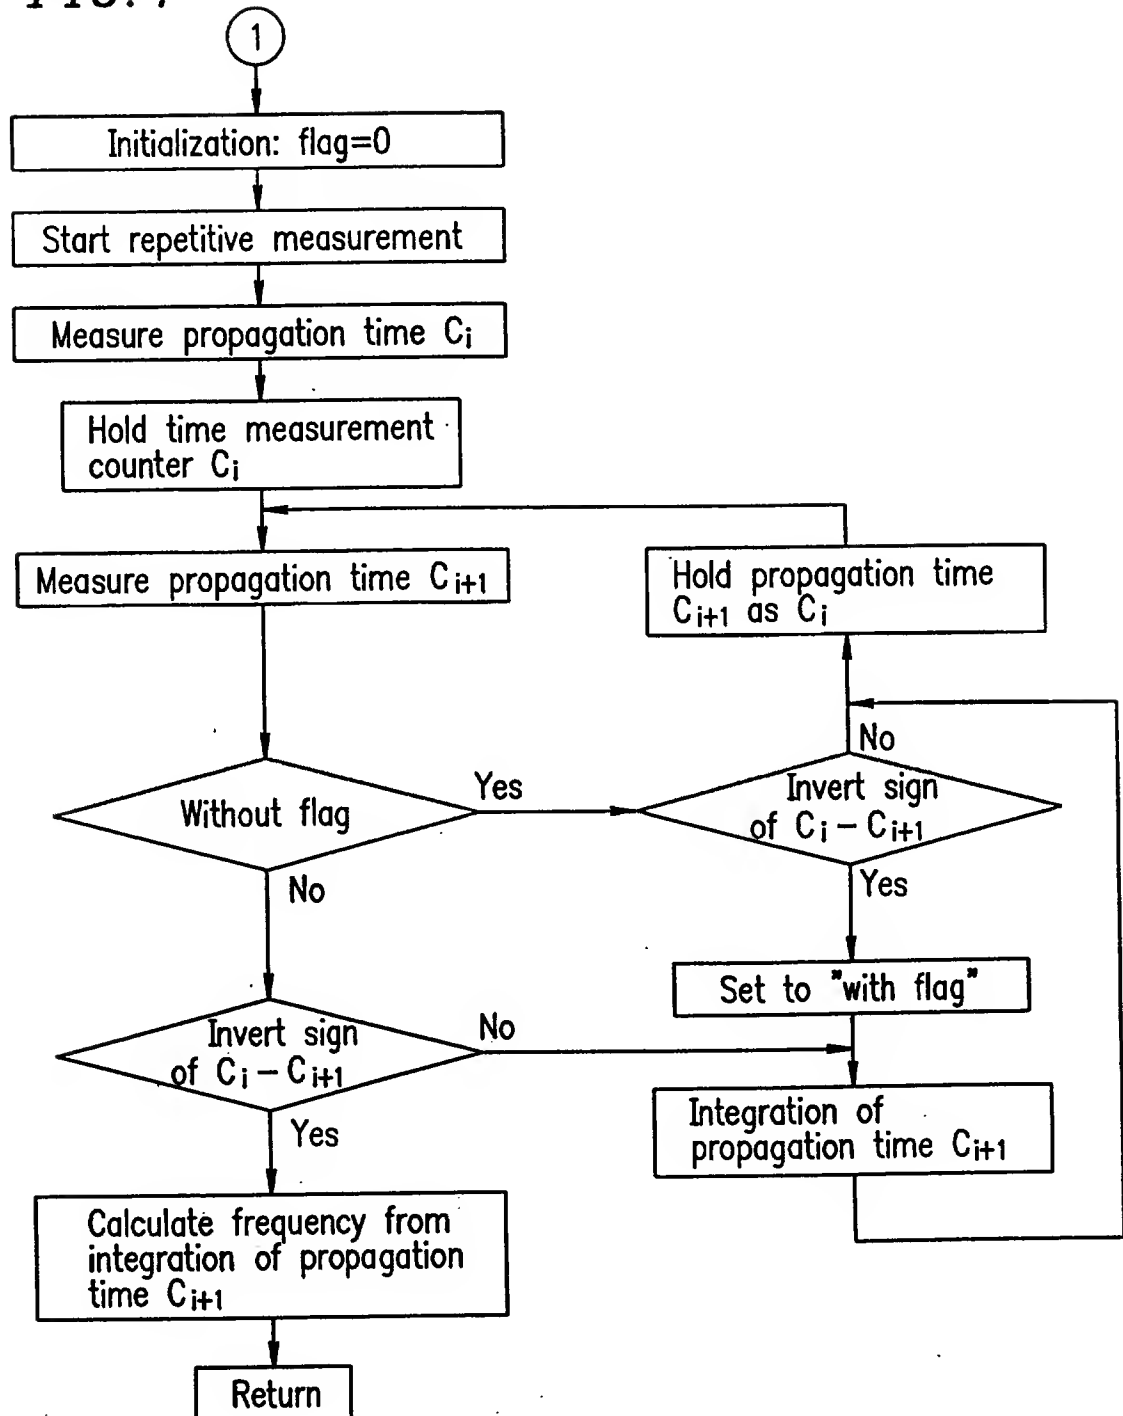 1
Initialization: flag=0
Start repetitive measurement
Measure propagation time Ci
Hold time measurement
counter Ci
Measure propagation time Ci+1
Hold propagation time
Ci+1 as Ci
No
Without flag
Yes
Invert sign
of Ci - Ci+1
No
Yes
Set to "with flag"
Invert sign
of Ci - Ci+1
No
Yes
Integration of
propagation time Ci+1
Calculate frequency from
integration of propagation
time Ci+1
Return